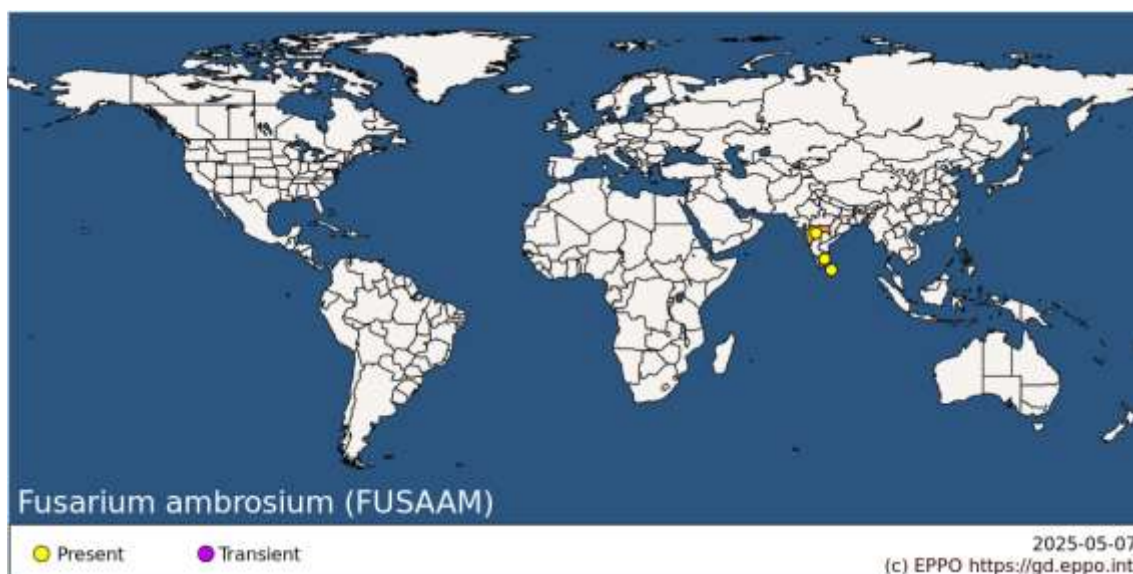 Fusarium ambrosium (FUSAAM)
Present
Transient
2025-05-07
(c) EPPO https://gd.eppo.int